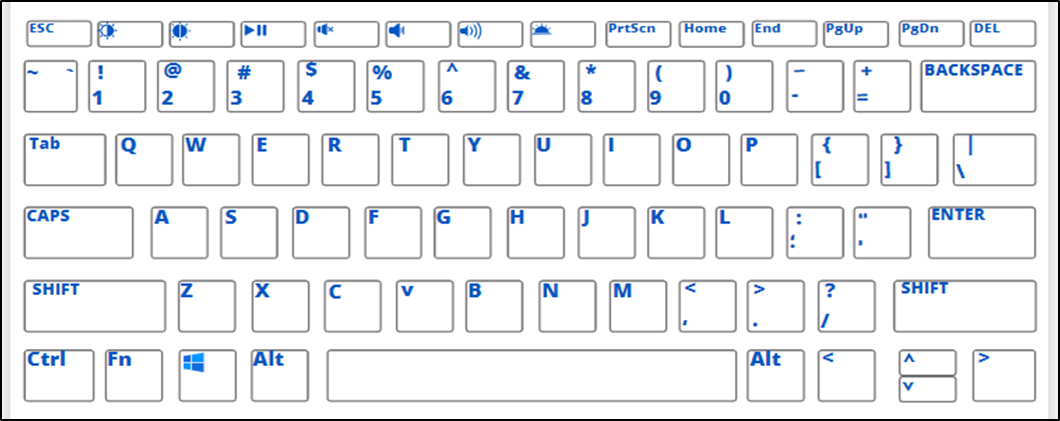 ESC PrtScn Home End PgUp PgDn DEL
~ ` ! @ # $ % ^ & * ( ) _ + BACKSPACE
1 2 3 4 5 6 7 8 9 0 - =
Tab Q W E R T Y U I O P { } |
[ ] \
CAPS A S D F G H J K L : " ENTER
; '
SHIFT Z X C v B N M < > ? SHIFT
, . /
Ctrl Fn Alt Alt < ^ >
v